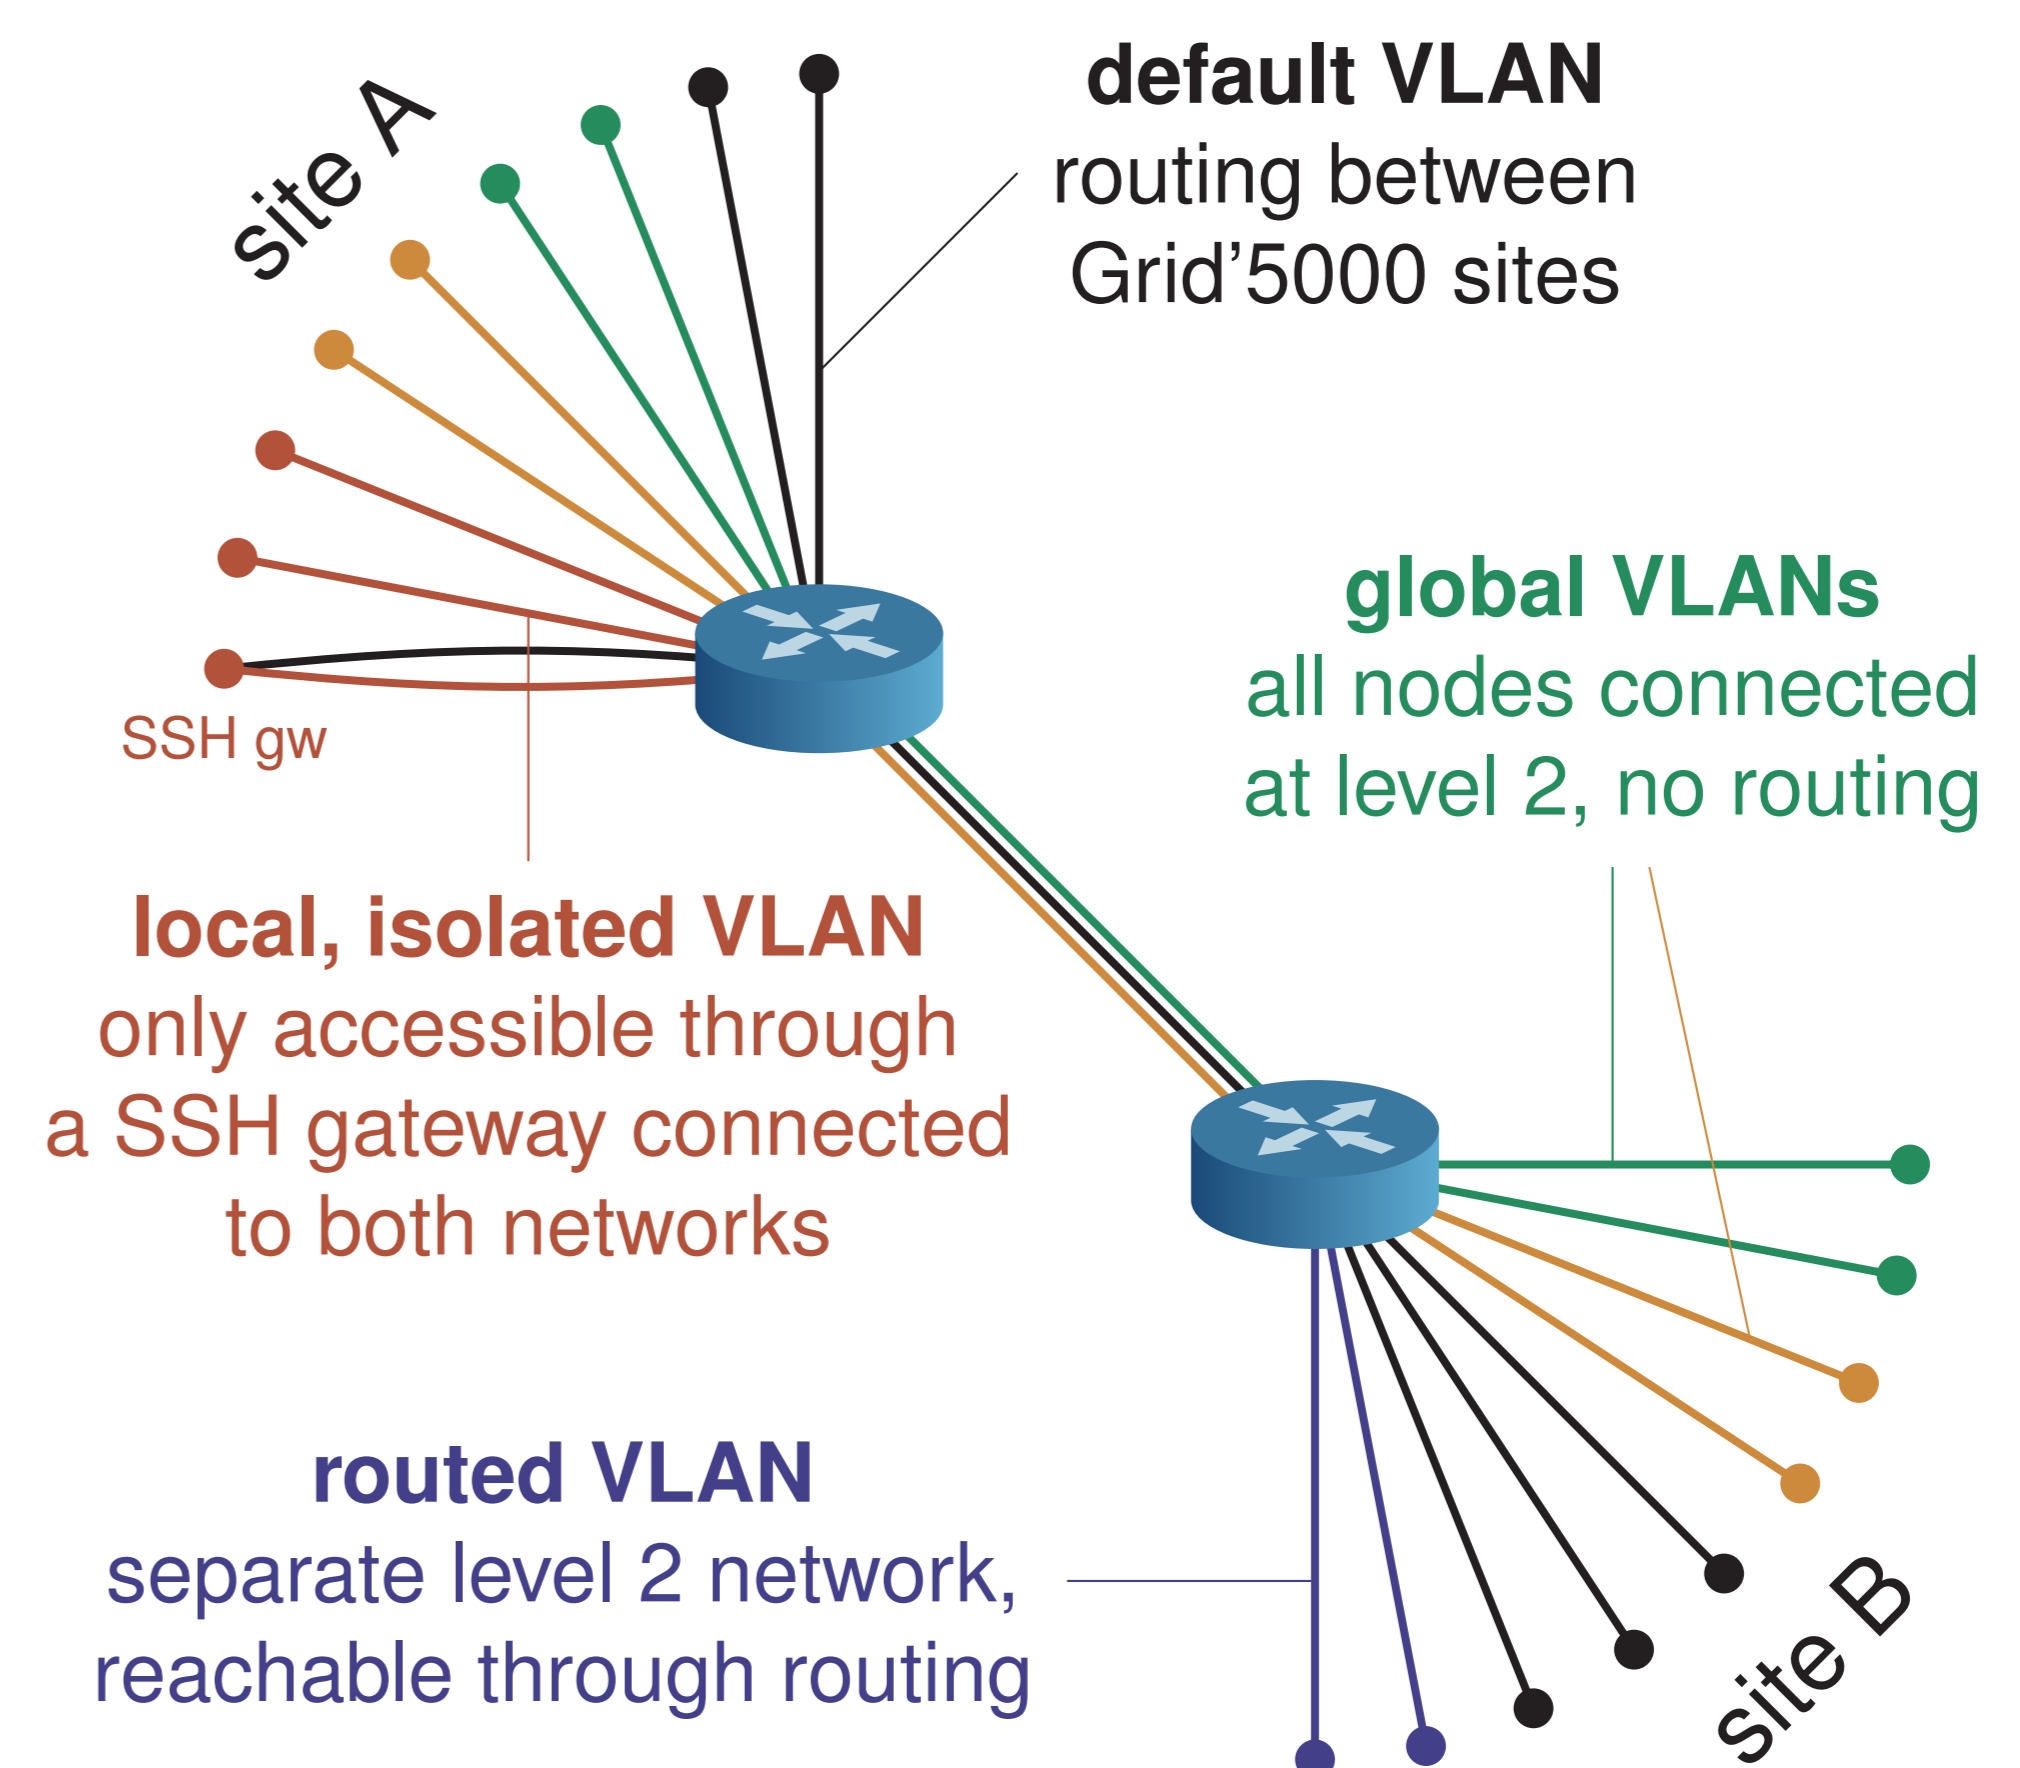 site A
default VLAN
routing between
Grid’5000 sites
global VLANs
all nodes connected
at level 2, no routing
SSH gw
local, isolated VLAN
only accessible through
a SSH gateway connected
to both networks
routed VLAN
separate level 2 network,
reachable through routing
site B